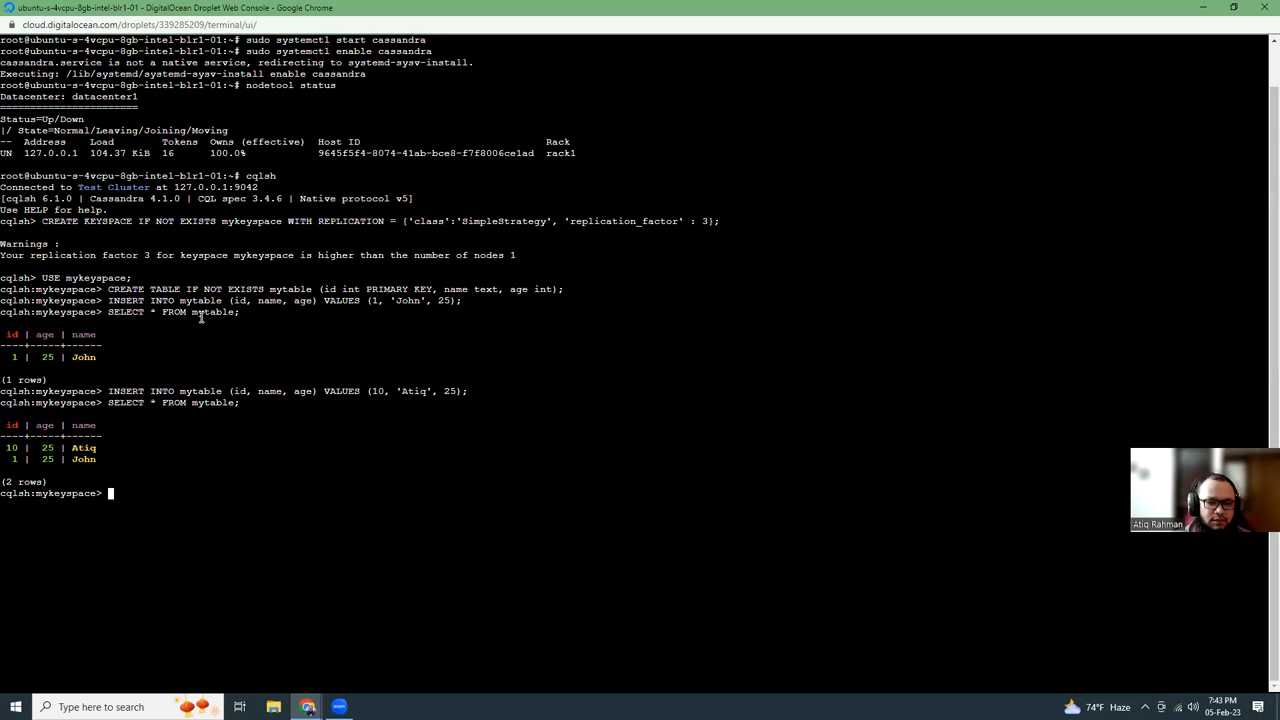 ubuntu-s-4vcpu-8gb-intel-blr1-01 - DigitalOcean Droplet Web Console - Google Chrome
cloud.digitalocean.com/droplets/339285209/terminal/ui/
root@ubuntu-s-4vcpu-8gb-intel-blr1-01:~# sudo systemctl start cassandra
root@ubuntu-s-4vcpu-8gb-intel-blr1-01:~# sudo systemctl enable cassandra
cassandra.service is not a native service, redirecting to systemd-sysv-install.
Executing: /lib/systemd/systemd-sysv-install enable cassandra
root@ubuntu-s-4vcpu-8gb-intel-blr1-01:~# nodetool status
Datacenter: datacenter1
=======================
Status=Up/Down
|/ State=Normal/Leaving/Joining/Moving
-- Address Load Tokens Owns (effective) Host ID Rack
UN 127.0.0.1 104.37 KiB 16 100.0% 9645f5f4-8074-41ab-bce8-f7f8006ce1ad rack1
root@ubuntu-s-4vcpu-8gb-intel-blr1-01:~# cqlsh
Connected to Test Cluster at 127.0.0.1:9042
[cqlsh 6.1.0 | Cassandra 4.1.0 | CQL spec 3.4.6 | Native protocol v5]
Use HELP for help.
cqlsh> CREATE KEYSPACE IF NOT EXISTS mykeyspace WITH REPLICATION = {'class':'SimpleStrategy', 'replication_factor' : 3};
Warnings :
Your replication factor 3 for keyspace mykeyspace is higher than the number of nodes 1
cqlsh> USE mykeyspace;
cqlsh:mykeyspace> CREATE TABLE IF NOT EXISTS mytable (id int PRIMARY KEY, name text, age int);
cqlsh:mykeyspace> INSERT INTO mytable (id, name, age) VALUES (1, 'John', 25);
cqlsh:mykeyspace> SELECT * FROM mytable;
id | age | name
----+-----+------
1 | 25 | John
(1 rows)
cqlsh:mykeyspace> INSERT INTO mytable (id, name, age) VALUES (10, 'Atiq', 25);
cqlsh:mykeyspace> SELECT * FROM mytable;
id | age | name
----+-----+------
10 | 25 | Atiq
1 | 25 | John
(2 rows)
cqlsh:mykeyspace>
Atiq Rahman
Type here to search
zoom
74°F Haze
7:43 PM
05-Feb-23